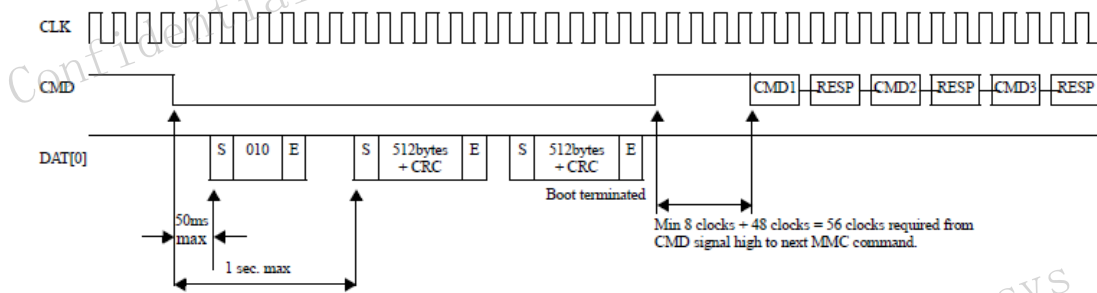 CLK
Confidential
CMD
CMD1 RESP CMD2 RESP CMD3 RESP
DAT[0]
S 010 E S 512bytes + CRC E S 512bytes + CRC E
Boot terminated
50ms max
1 sec. max
Min 8 clocks + 48 clocks = 56 clocks required from
CMD signal high to next MMC command.